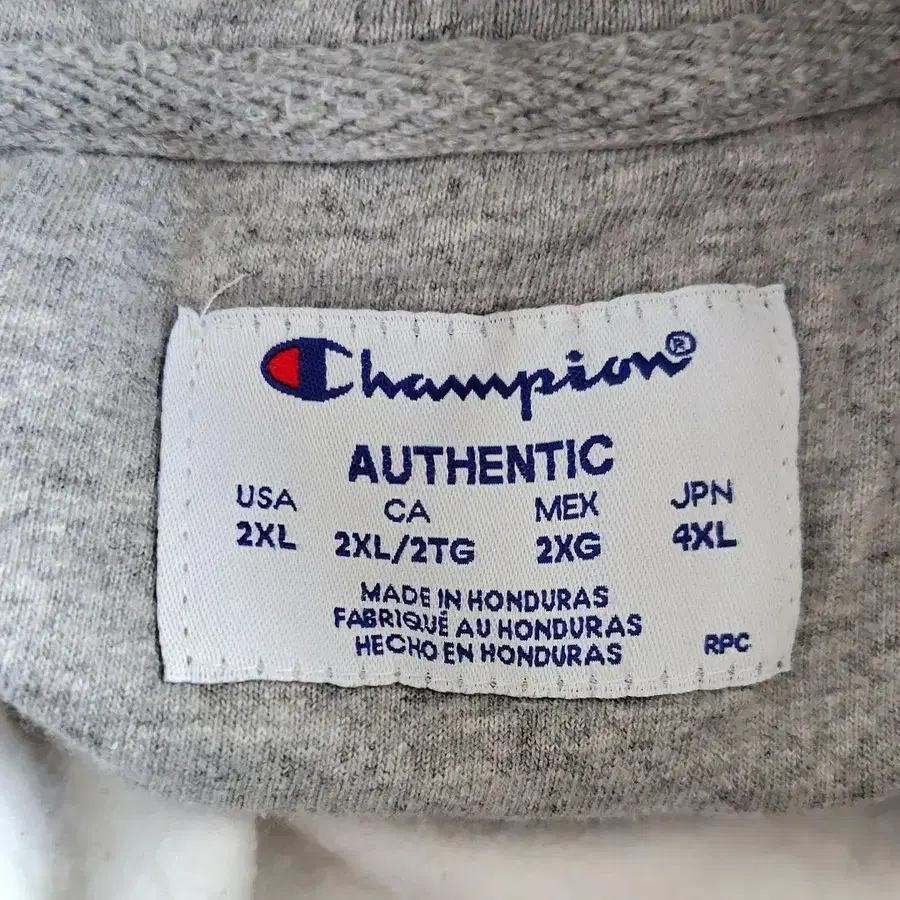 Champion®
AUTHENTIC
USA CA MEX JPN
2XL 2XL/2TG 2XG 4XL
MADE IN HONDURAS
FABRIQUÉ AU HONDURAS
HECHO EN HONDURAS RPC